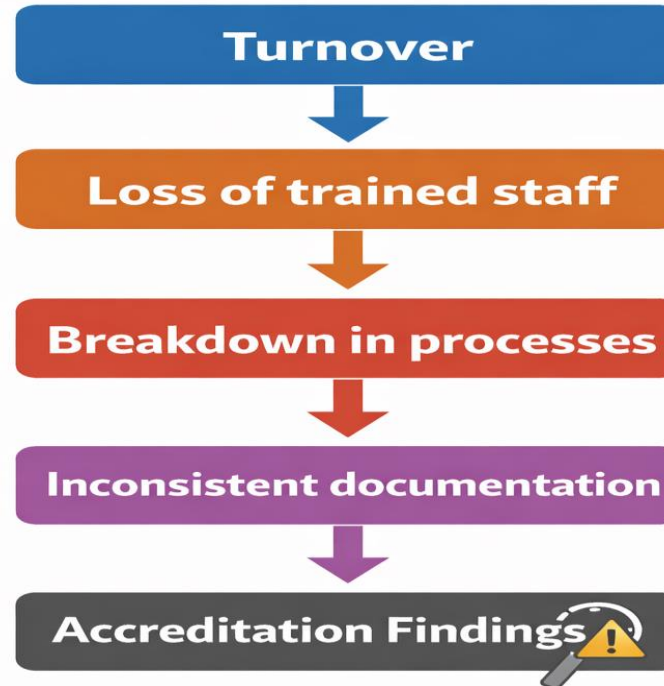 Turnover
Loss of trained staff
Breakdown in processes
Inconsistent documentation
Accreditation Findings
!